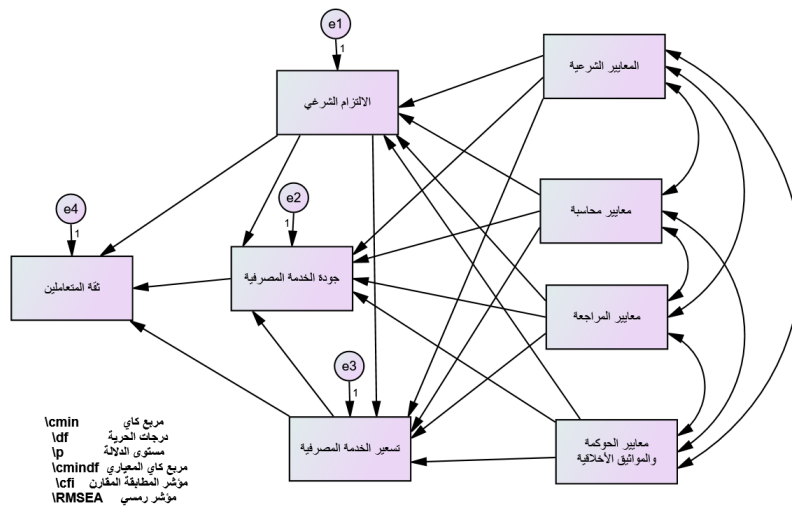 e1
1
الالتزام الشرعي
المعايير الشرعية
e2
1
معايير محاسبة
e4
1
جودة الخدمة المصرفية
ثقة المتعاملين
معايير المراجعة
e3
1
تسعير الخدمة المصرفية
معايير الحوكمة
والمواثيق الأخلاقية
مربع كاي \cmin
درجات الحرية \df
مستوى الدلالة \p
مربع كاي المعياري \cmindf
مؤشر المطابقة المقارن \cfi
مؤشر رمسي \RMSEA